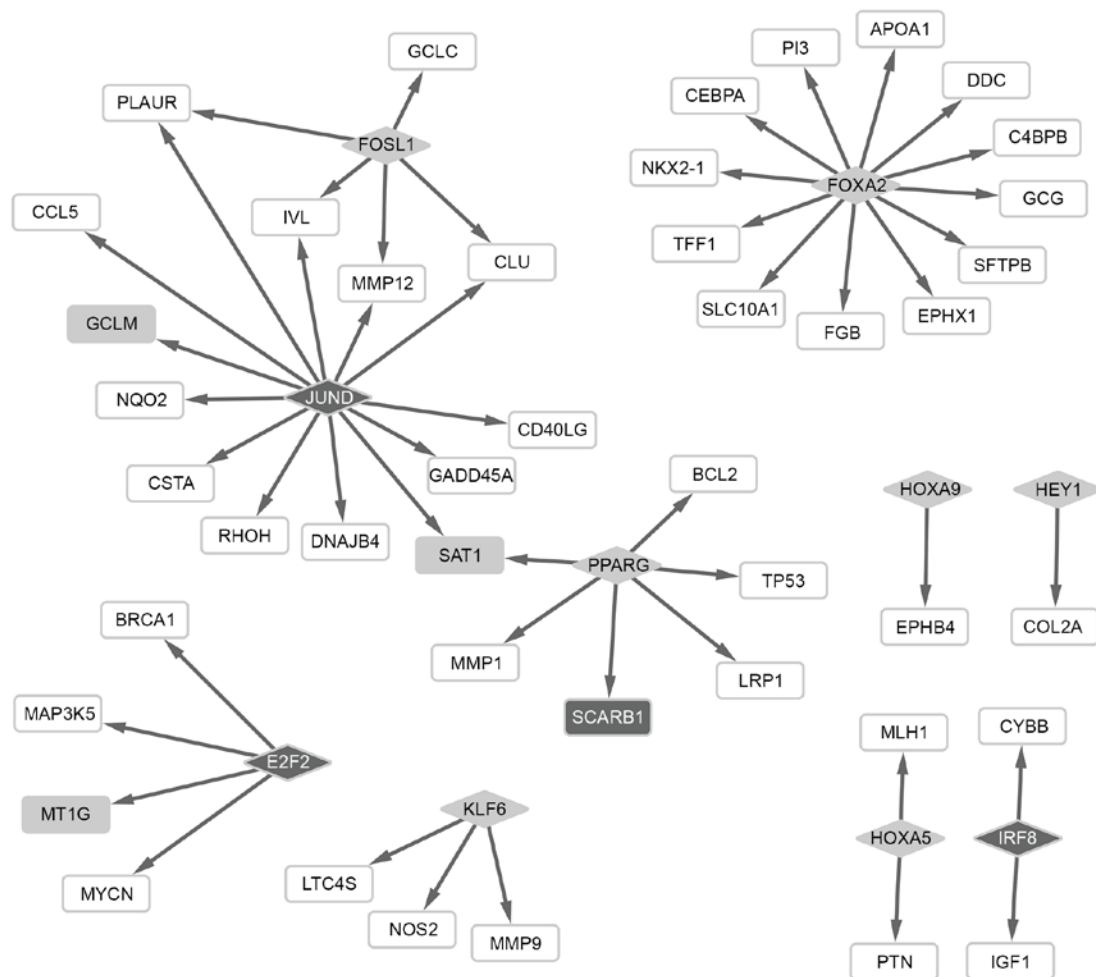 GCLC
PLAUR
FOSL1
CCL5
IVL
CLU
MMP12
GCLM
JUND
NQO2
CD40LG
CSTA
GADD45A
RHOH
DNAJB4
SAT1
APOA1
PI3
DDC
CEBPA
C4BPB
NKX2-1
FOXA2
GCG
TFF1
SFTPB
SLC10A1
EPHX1
FGB
BCL2
PPARG
TP53
MMP1
LRP1
SCARB1
HOXA9
HEY1
EPHB4
COL2A
BRCA1
MAP3K5
E2F2
MT1G
MYCN
KLF6
LTC4S
NOS2
MMP9
MLH1
CYBB
HOXA5
IRF8
PTN
IGF1